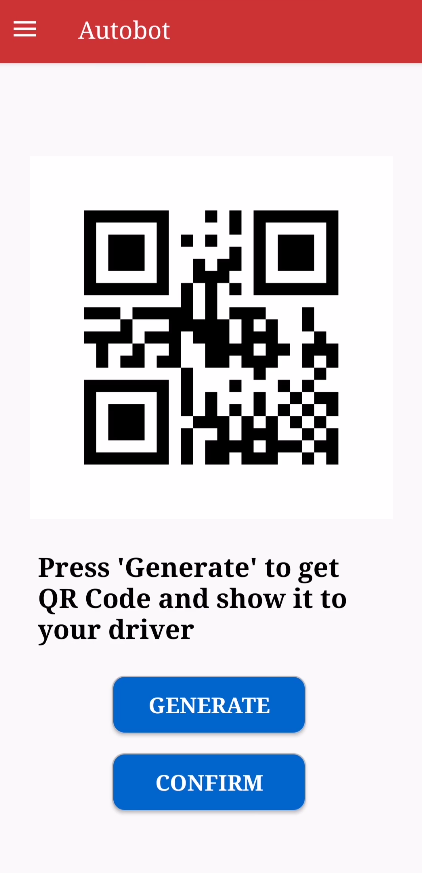 Autobot
Press 'Generate' to get
QR Code and show it to
your driver
GENERATE
CONFIRM